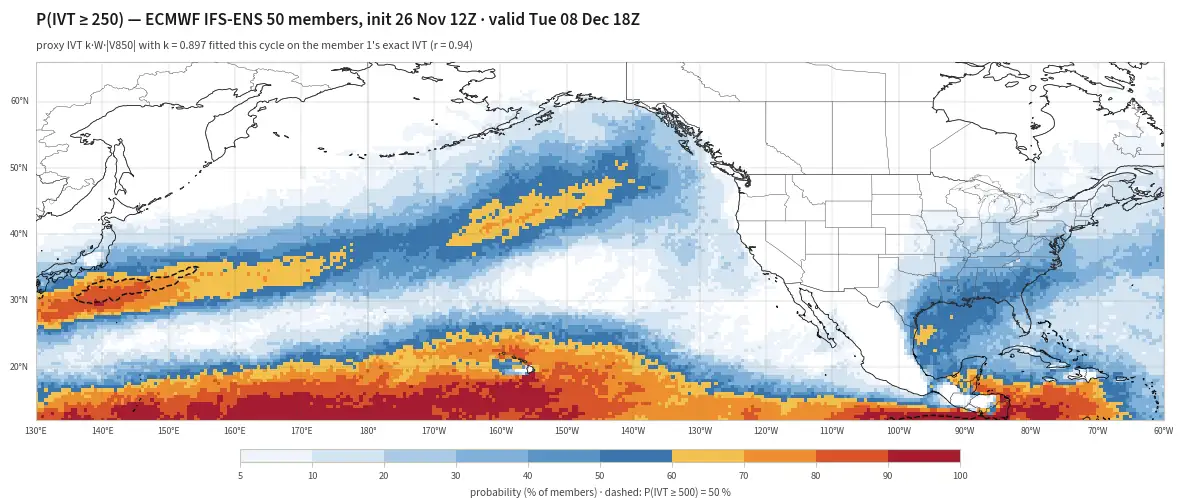 P(IVT ≥ 250) — ECMWF IFS-ENS 50 members, init 26 Nov 12Z · valid Tue 08 Dec 18Z
proxy IVT k·W·|V850| with k = 0.897 fitted this cycle on the member 1's exact IVT (r = 0.94)
60°N
50°N
40°N
30°N
20°N
130°E 140°E 150°E 160°E 170°E 180° 170°W 160°W 150°W 140°W 130°W 120°W 110°W 100°W 90°W 80°W 70°W 60°W
5 10 20 30 40 50 60 70 80 90 100
probability (% of members) · dashed: P(IVT ≥ 500) = 50 %